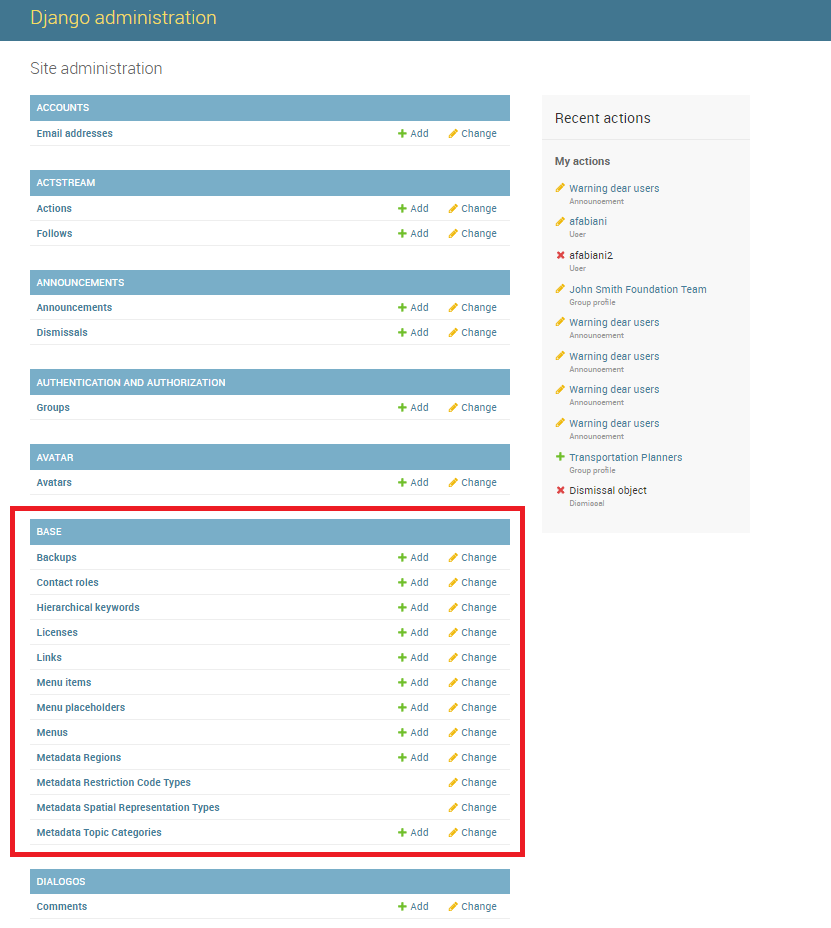 Django administration
Site administration
ACCOUNTS
Email addresses Add Change
ACTSTREAM
Actions Add Change
Follows Add Change
ANNOUNCEMENTS
Announcements Add Change
Dismissals Add Change
AUTHENTICATION AND AUTHORIZATION
Groups Add Change
AVATAR
Avatars Add Change
BASE
Backups Add Change
Contact roles Add Change
Hierarchical keywords Add Change
Licenses Add Change
Links Add Change
Menu items Add Change
Menu placeholders Add Change
Menus Add Change
Metadata Regions Add Change
Metadata Restriction Code Types Change
Metadata Spatial Representation Types Change
Metadata Topic Categories Add Change
DIALOGOS
Comments Add Change
Recent actions
My actions
Warning dear users
Announcement
afabiani
User
afabiani2
User
John Smith Foundation Team
Group profile
Warning dear users
Announcement
Warning dear users
Announcement
Warning dear users
Announcement
Warning dear users
Announcement
Transportation Planners
Group profile
Dismissal object
Dismissal